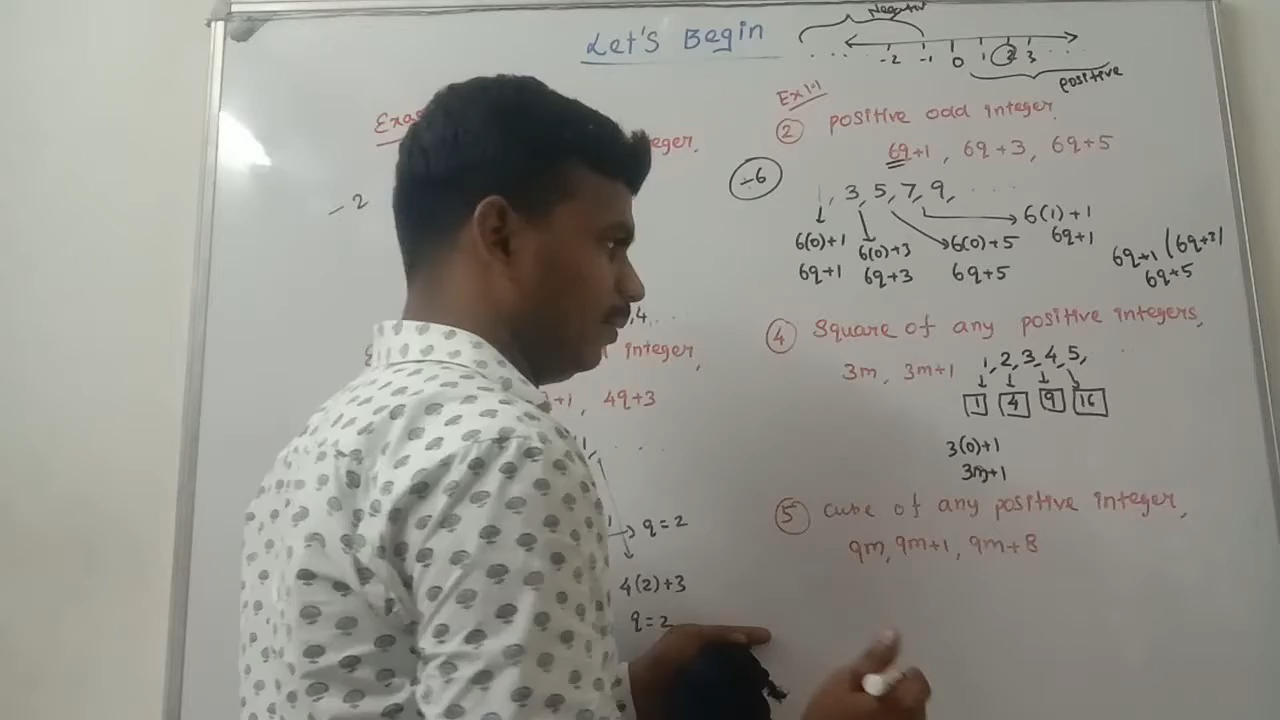 Let's Begin
Negative
... -2 -1 0 1 2 3 ...
positive
- 2
eger,
,4, . .
integer,
+1, 4q+3
. . .
→ q=2
4(2)+3
q=2
Ex 1.1
② positive odd integer.
6q+1, 6q+3, 6q+5
÷6
1, 3, 5, 7, 9, . . . .
6(0)+1 6(0)+3 6(0)+5 6(1)+1
6q+1 6q+3 6q+5 6q+1
6q+1 (6q+3)
6q+5
④ Square of any positive integers,
3m, 3m+1 1, 2, 3, 4, 5,
1 4 9 16
3(0)+1
3m+1
⑤ cube of any positive integer,
9m, 9m+1, 9m+8